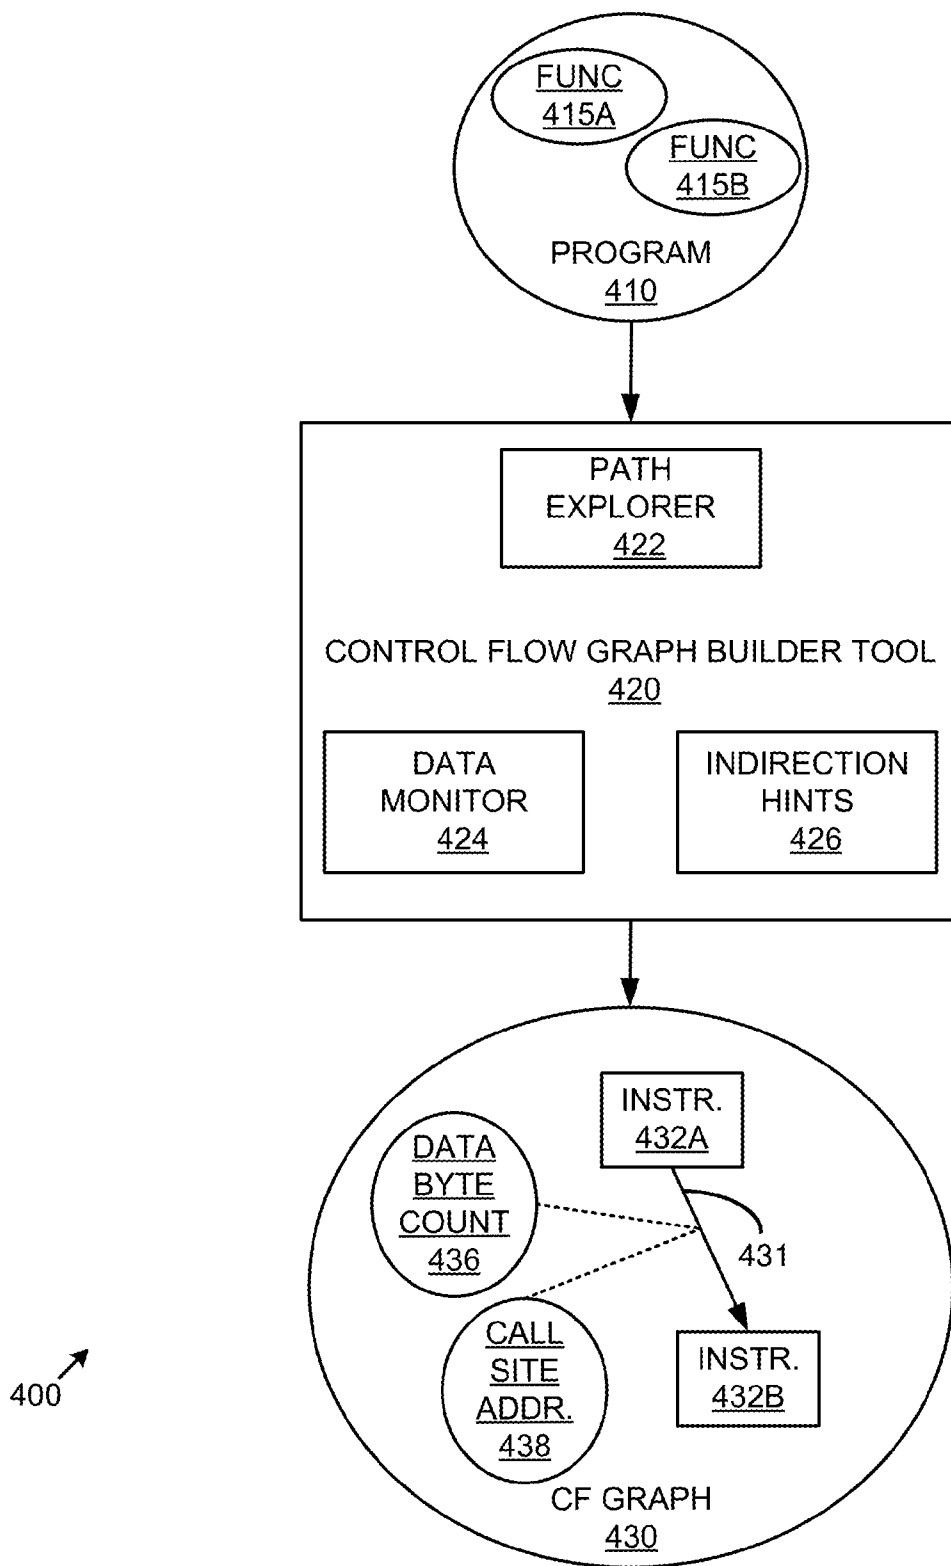 FUNC
415A
FUNC
415B
PROGRAM
410
PATH
EXPLORER
422
CONTROL FLOW GRAPH BUILDER TOOL
420
DATA
MONITOR
424
INDIRECTION
HINTS
426
INSTR.
432A
DATA
BYTE
COUNT
436
431
CALL
SITE
ADDR.
438
INSTR.
432B
400
CF GRAPH
430